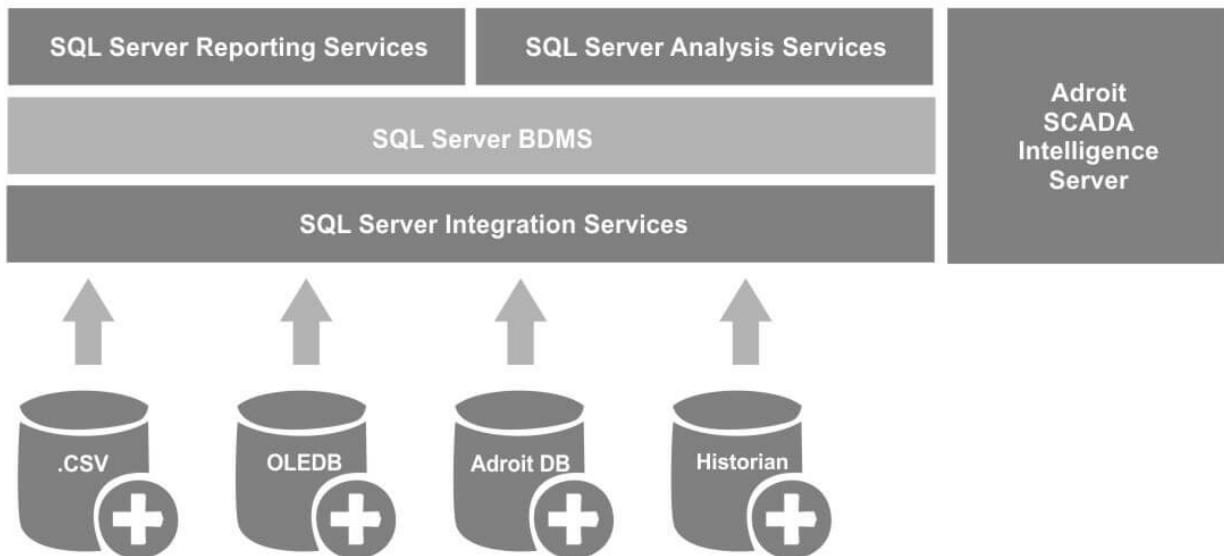 SQL Server Reporting Services
SQL Server Analysis Services
Adroit
SCADA
Intelligence
Server
SQL Server BDMS
SQL Server Integration Services
.CSV
OLEDB
Adroit DB
Historian